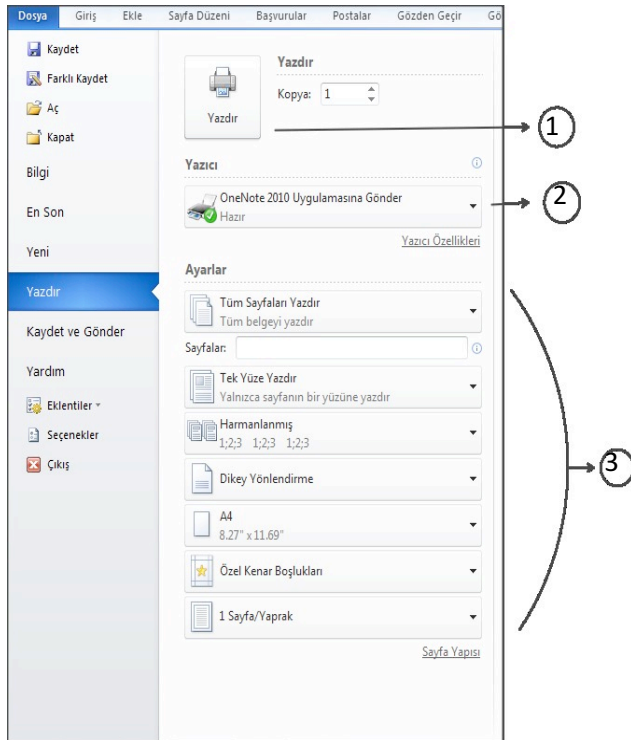 Dosya Giriş Ekle Sayfa Düzeni Başvurular Postalar Gözden Geçir Gö
Kaydet
Farklı Kaydet
Aç
Kapat
Bilgi
En Son
Yeni
Yazdır
Kaydet ve Gönder
Yardım
Eklentiler
Seçenekler
Çıkış
Yazdır
Yazdır
Kopya: 1
1
Yazıcı
OneNote 2010 Uygulamasına Gönder
Hazır
2
Yazıcı Özellikleri
Ayarlar
Tüm Sayfaları Yazdır
Tüm belgeyi yazdır
Sayfalar:
Tek Yüze Yazdır
Yalnızca sayfanın bir yüzüne yazdır
Harmanlanmış
1;2;3 1;2;3 1;2;3
3
Dikey Yönlendirme
A4
8.27" x 11.69"
Özel Kenar Boşlukları
1 Sayfa/Yaprak
Sayfa Yapısı